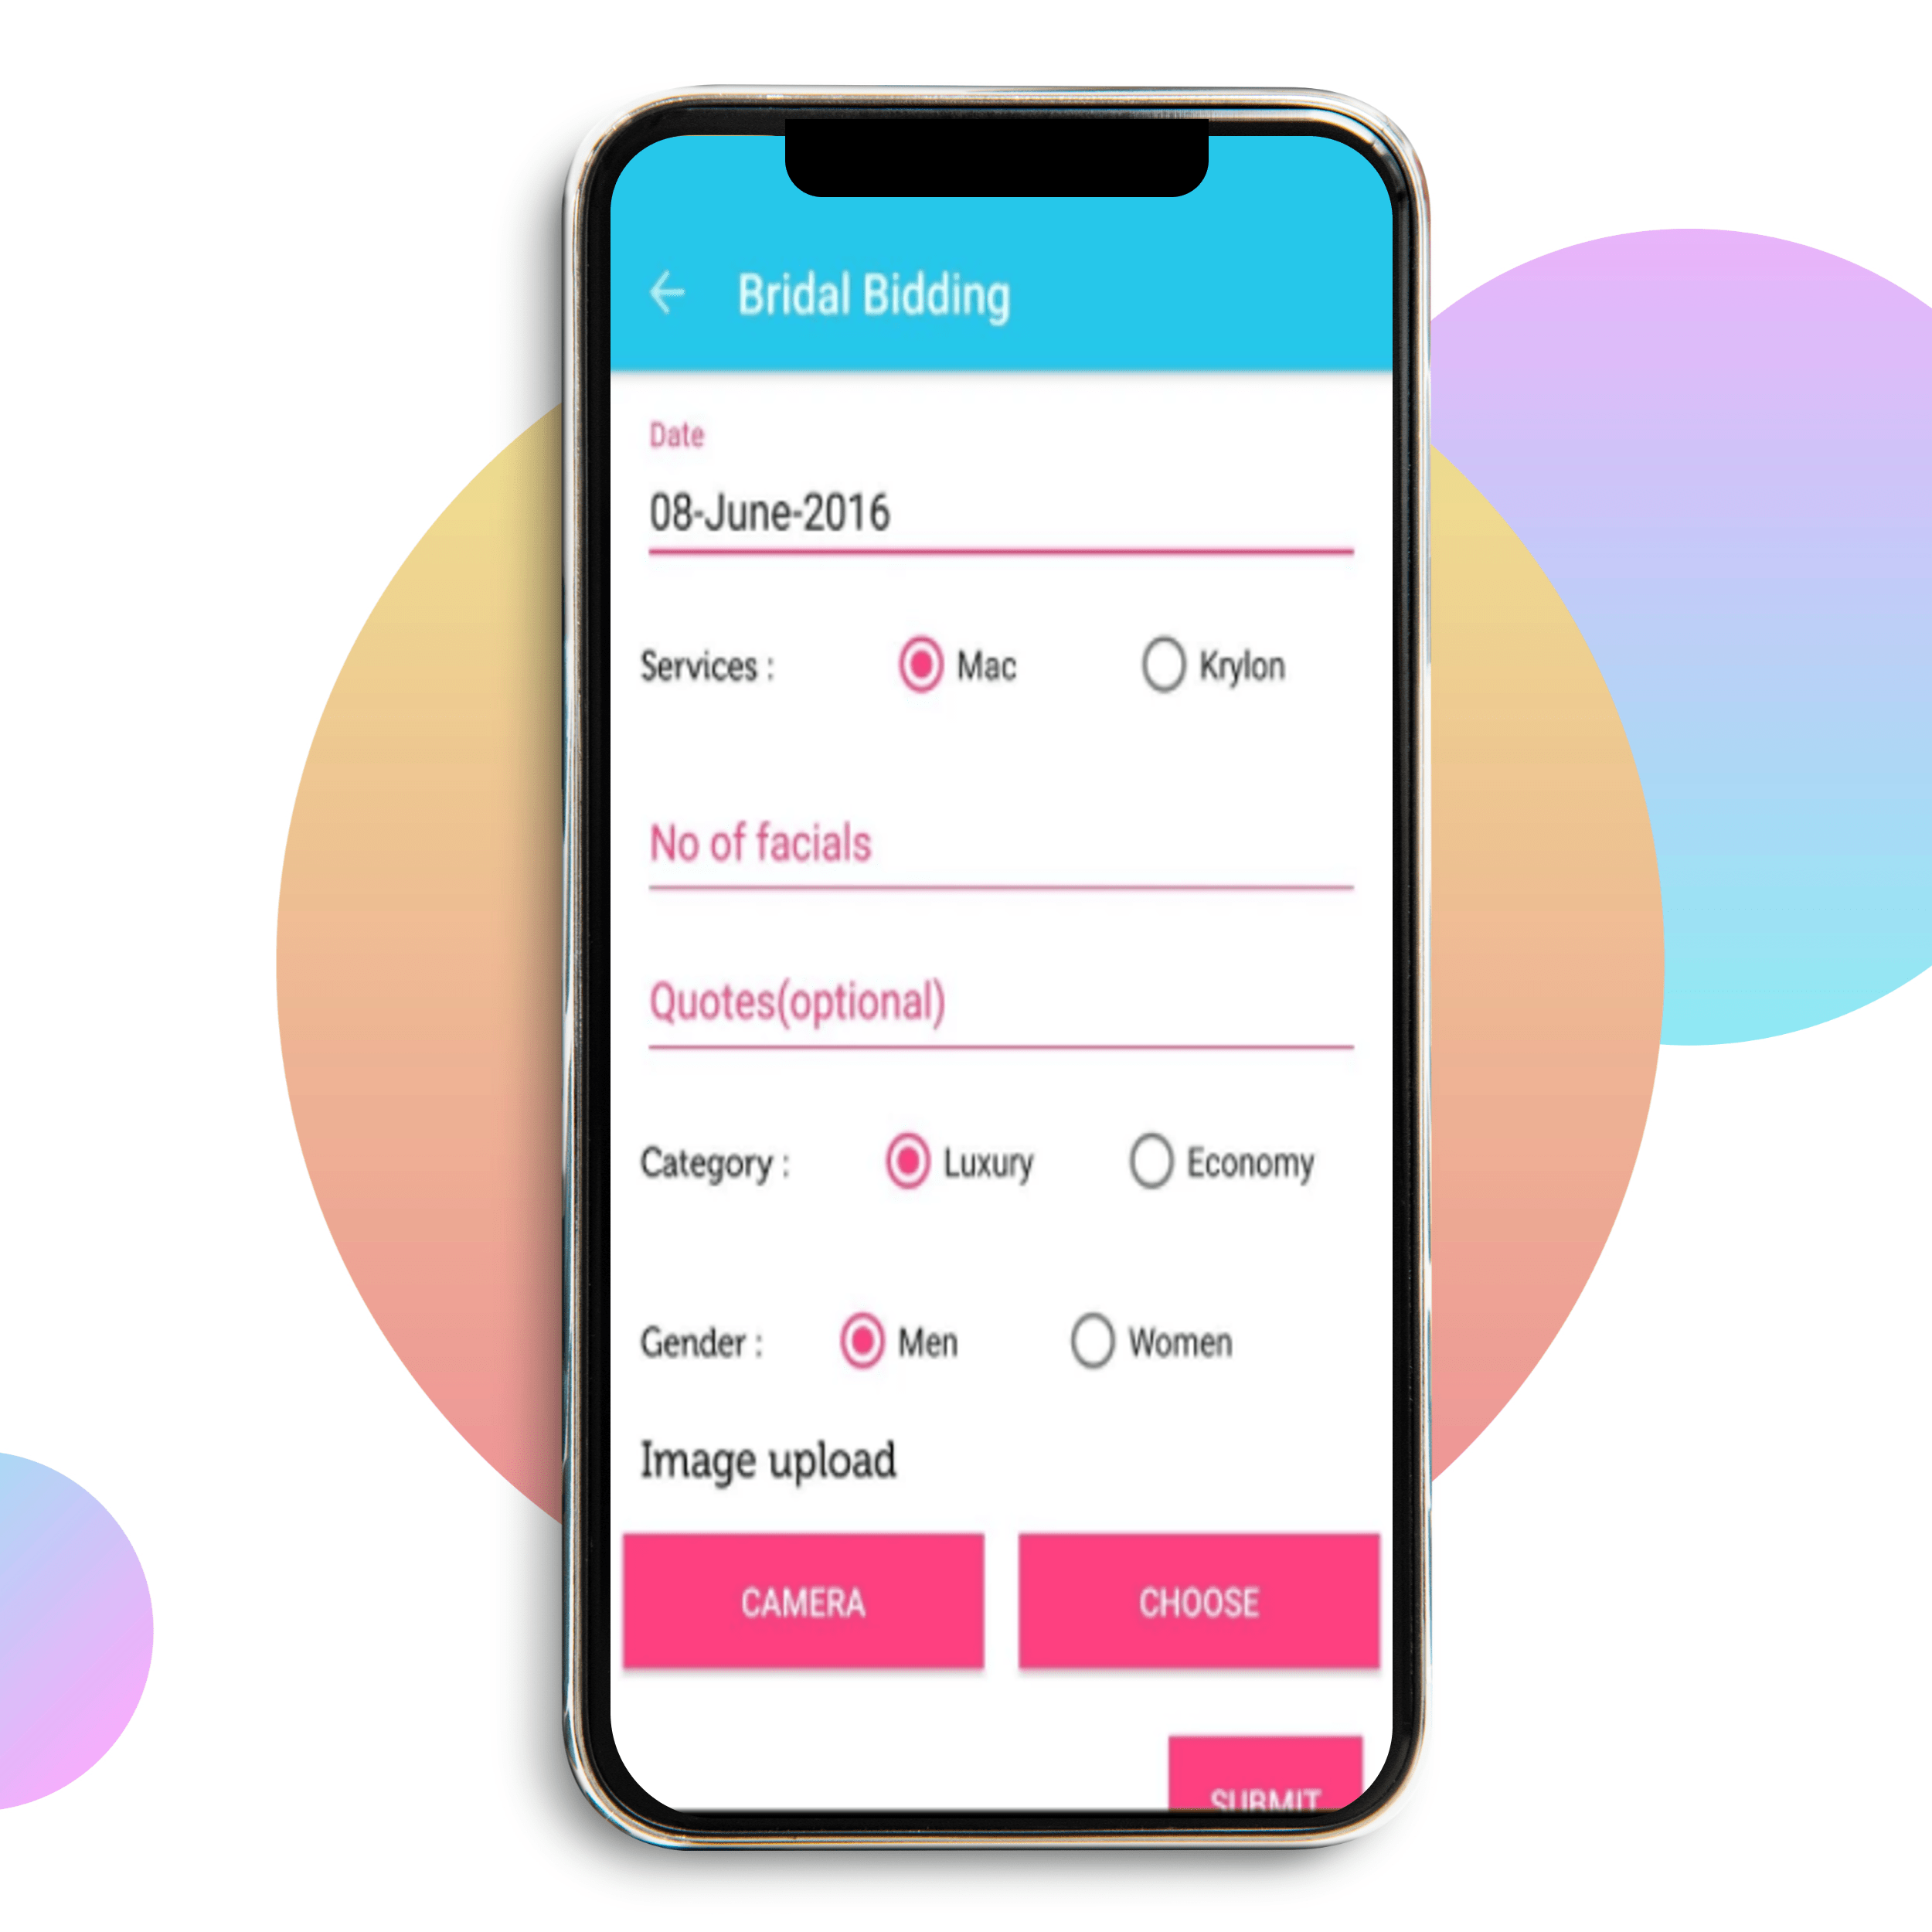 Bridal Bidding
Date
08-June-2016
Services : Mac Krylon
No of facials
Quotes(optional)
Category : Luxury Economy
Gender : Men Women
Image upload
CAMERA CHOOSE
SUBMIT